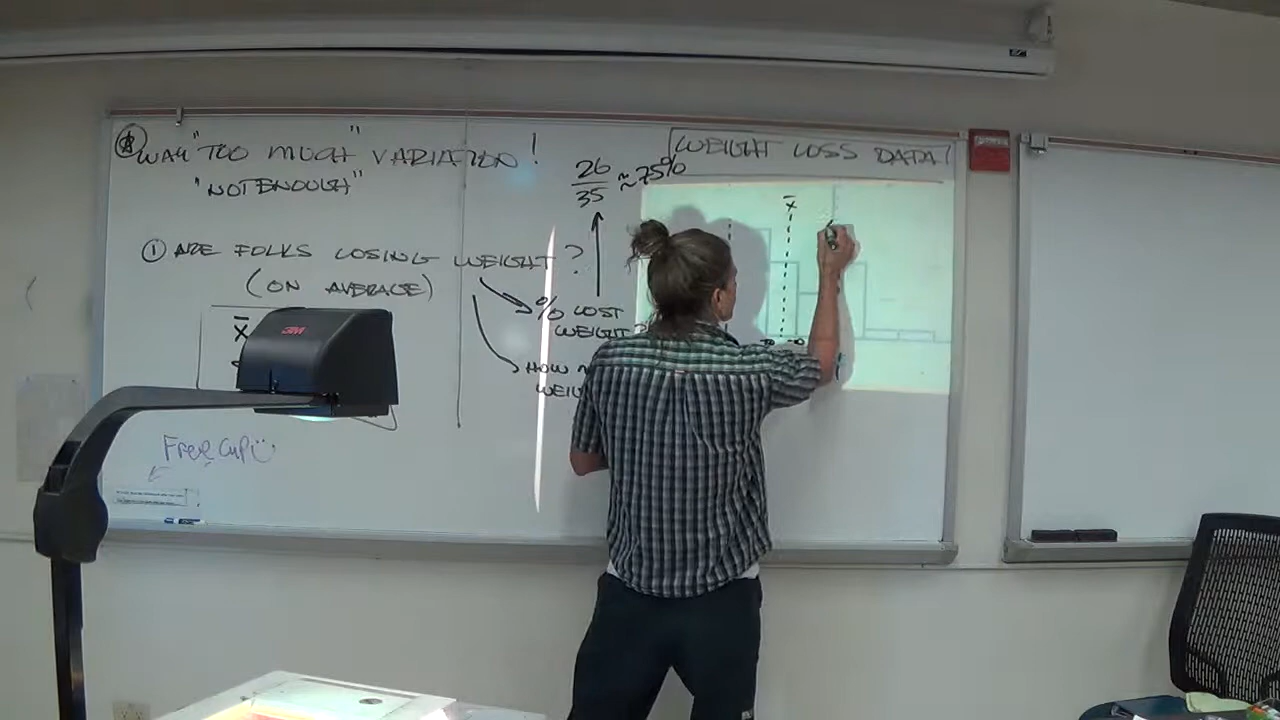 "WAY "TOO MUCH" VARIATION!
"NOT ENOUGH"
26
35
≈75%
WEIGHT LOSS DATA!
x̄
① ARE FOLKS LOSING WEIGHT?
(ON AVERAGE)
% LOST
WEIGHT?
x̄
HOW
3M
Free Cup